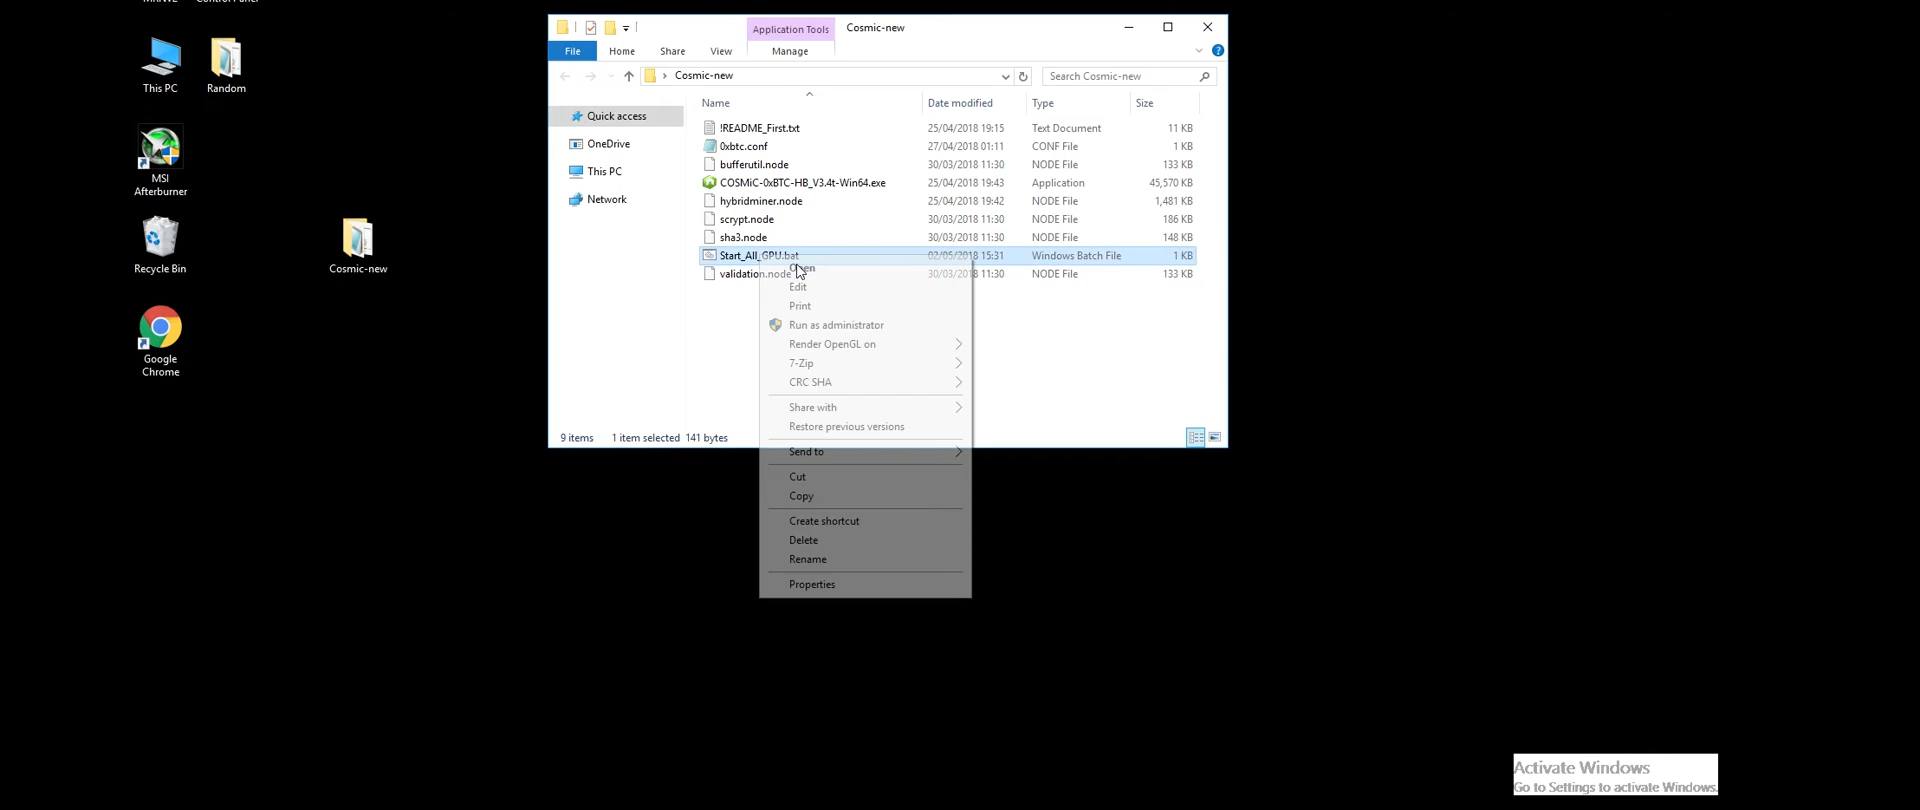 Control Panel
This PC
Random
MSI
Afterburner
Recycle Bin
Cosmic-new
Google
Chrome
Application Tools
Cosmic-new
File
Home
Share
View
Manage
Cosmic-new
Search Cosmic-new
Quick access
OneDrive
This PC
Network
Name Date modified Type Size
!README_First.txt 25/04/2018 19:15 Text Document 11 KB
0xbtc.conf 27/04/2018 01:11 CONF File 1 KB
bufferutil.node 30/03/2018 11:30 NODE File 133 KB
COSMiC-0xBTC-HB_V3.4t-Win64.exe 25/04/2018 19:43 Application 45,570 KB
hybridminer.node 25/04/2018 19:42 NODE File 1,481 KB
scrypt.node 30/03/2018 11:30 NODE File 186 KB
sha3.node 30/03/2018 11:30 NODE File 148 KB
Start_All_GPU.bat 02/05/2018 15:31 Windows Batch File 1 KB
validation.node 30/03/2018 11:30 NODE File 133 KB
Open
Edit
Print
Run as administrator
Render OpenGL on
7-Zip
CRC SHA
Share with
Restore previous versions
Send to
Cut
Copy
Create shortcut
Delete
Rename
Properties
9 items 1 item selected 141 bytes
Activate Windows
Go to Settings to activate Windows.